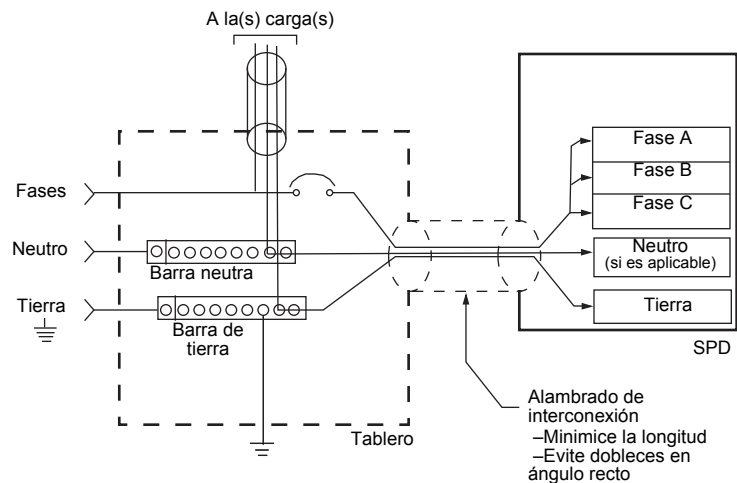 A la(s) carga(s)
Fases
Neutro
Barra neutra
Tierra
Barra de
tierra
Tablero
Fase A
Fase B
Fase C
Neutro
(si es aplicable)
Tierra
SPD
Alambrado de
interconexión
–Minimice la longitud
–Evite dobleces en
ángulo recto